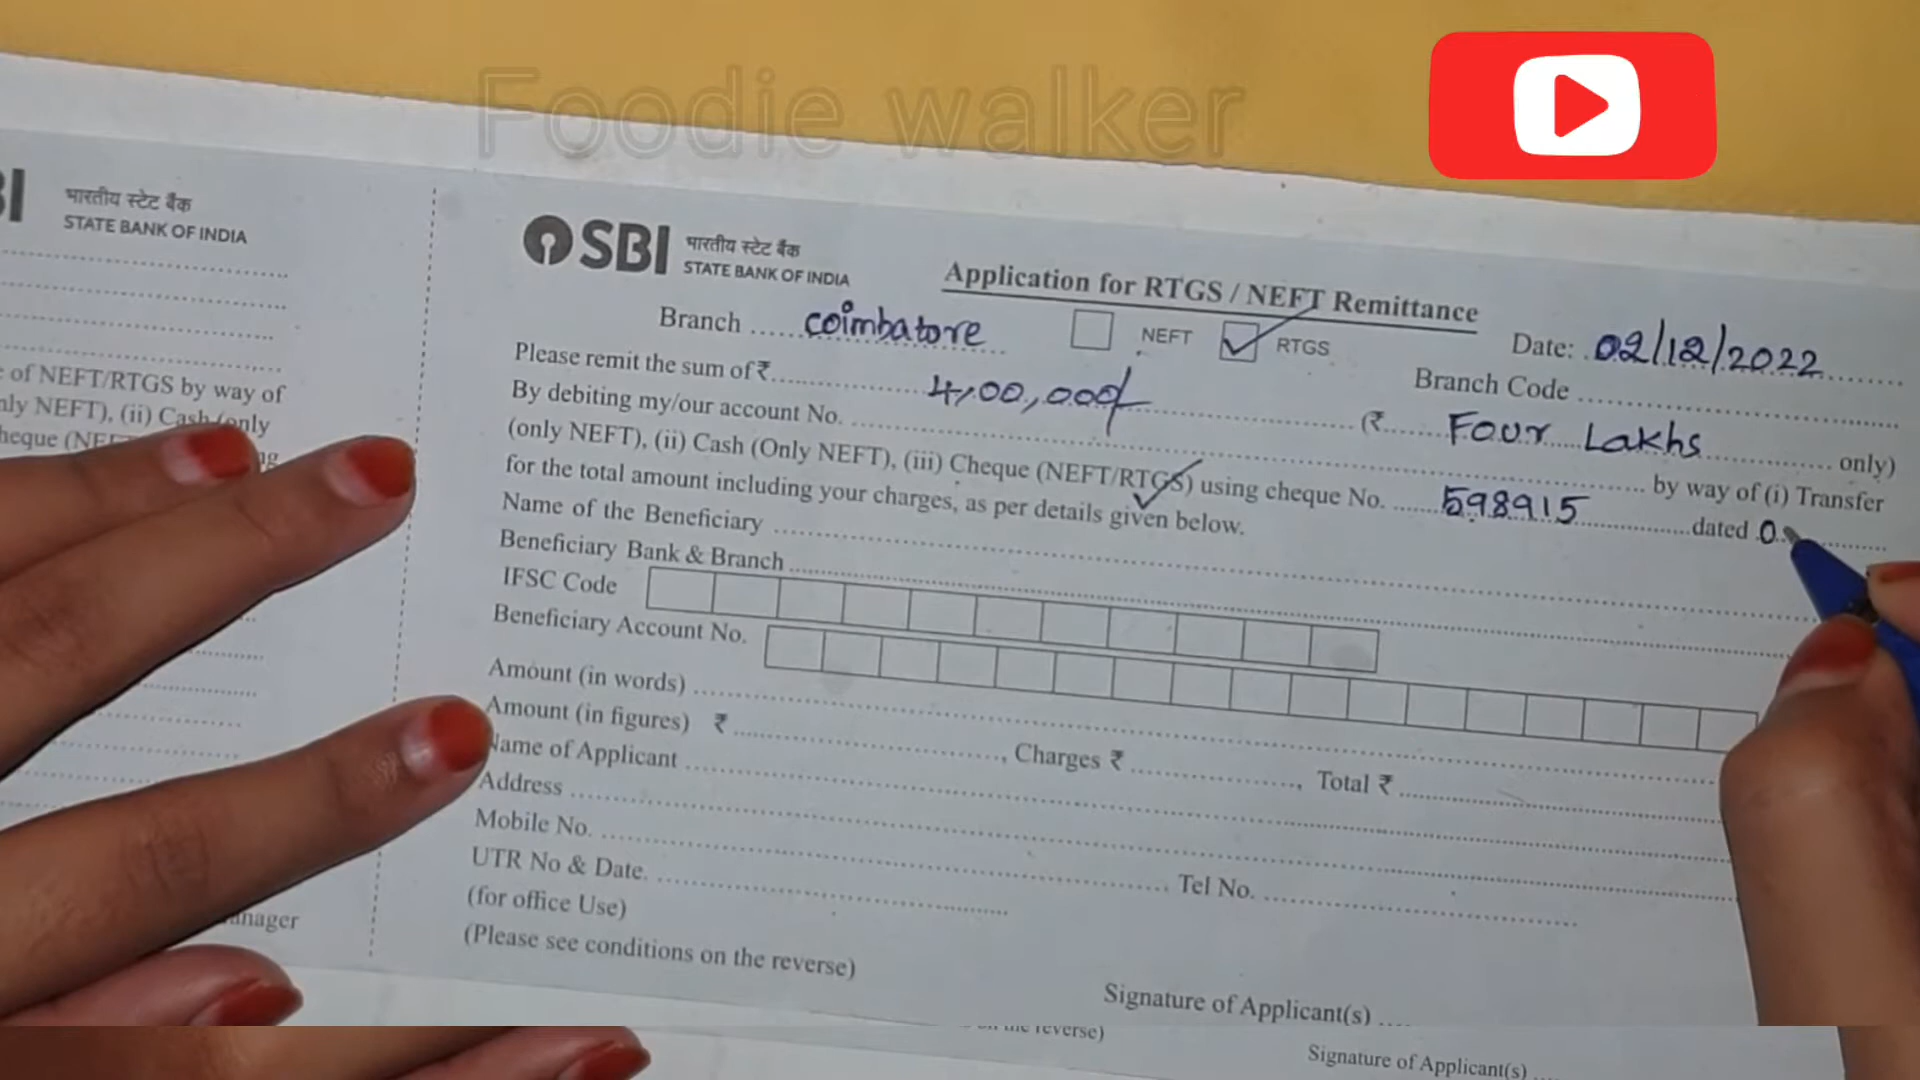 Foodie walker
BI भारतीय स्टेट बैंक
STATE BANK OF INDIA
of NEFT/RTGS by way of
NEFT), (ii) Cash (only
SBI भारतीय स्टेट बैंक
STATE BANK OF INDIA
Application for RTGS / NEFT Remittance
Branch ..... coimbatore NEFT RTGS Date: 02/12/2022
Branch Code
Please remit the sum of ₹ 4,00,000/- (₹ Four Lakhs only)
By debiting my/our account No. by way of (i) Transfer
(only NEFT), (ii) Cash (Only NEFT), (iii) Cheque (NEFT/RTGS) using cheque No. 598915 dated 0
for the total amount including your charges, as per details given below.
Name of the Beneficiary
Beneficiary Bank & Branch
IFSC Code
Beneficiary Account No.
Amount (in words)
Amount (in figures) ₹ , Charges ₹ , Total ₹
Name of Applicant
Address
Mobile No. Tel No.
UTR No & Date.
(for office Use)
(Please see conditions on the reverse)
Signature of Applicant(s)
reverse)
Signature of Applicant(s)